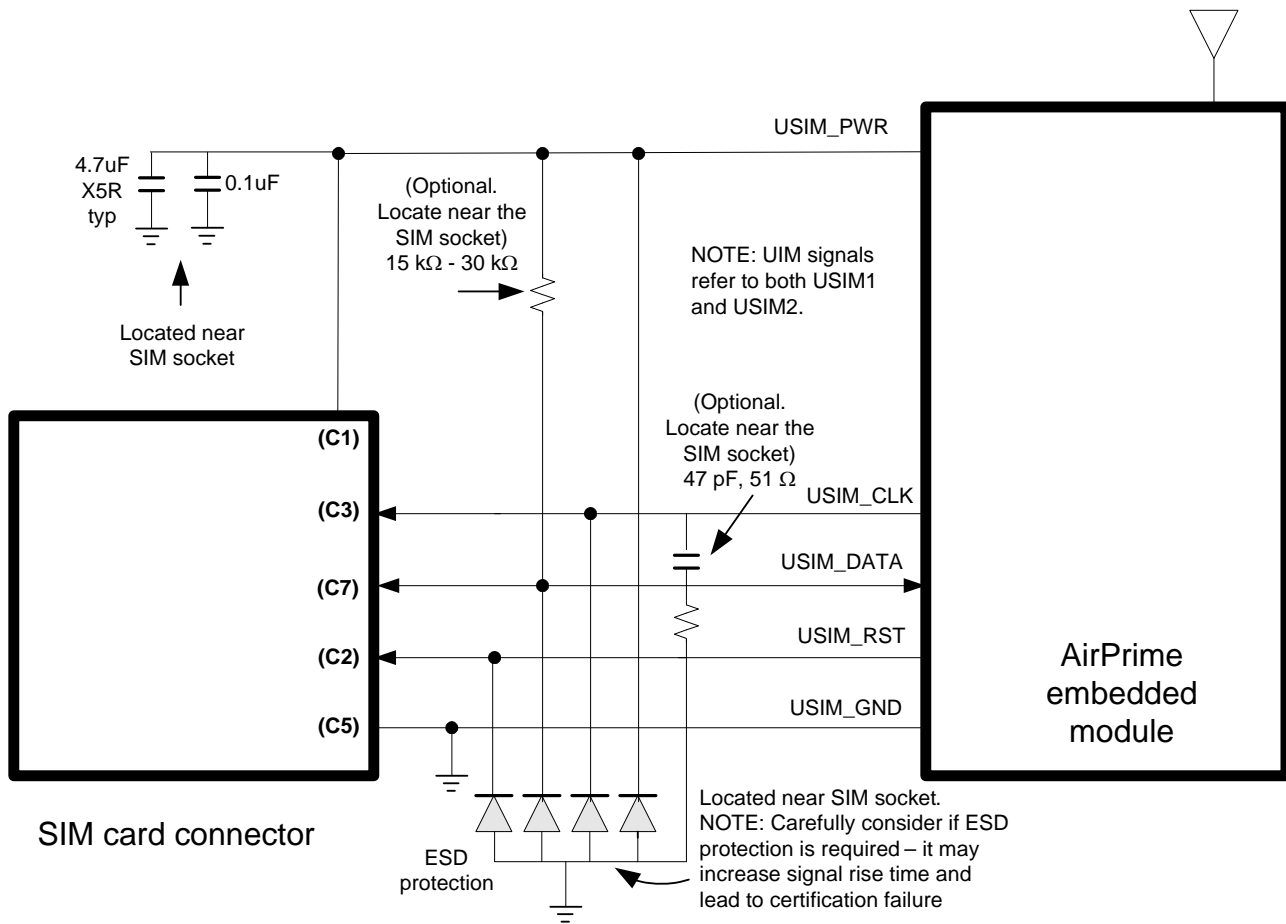 USIM_PWR
4.7uF
X5R
typ
0.1uF
(Optional.
Locate near the
SIM socket)
15 kΩ - 30 kΩ
NOTE: UIM signals
refer to both USIM1
and USIM2.
Located near
SIM socket
(Optional.
Locate near the
SIM socket)
47 pF, 51 Ω
(C1)
(C3)
USIM_CLK
(C7)
USIM_DATA
(C2)
USIM_RST
(C5)
USIM_GND
AirPrime
embedded
module
SIM card connector
ESD
protection
Located near SIM socket.
NOTE: Carefully consider if ESD
protection is required – it may
increase signal rise time and
lead to certification failure